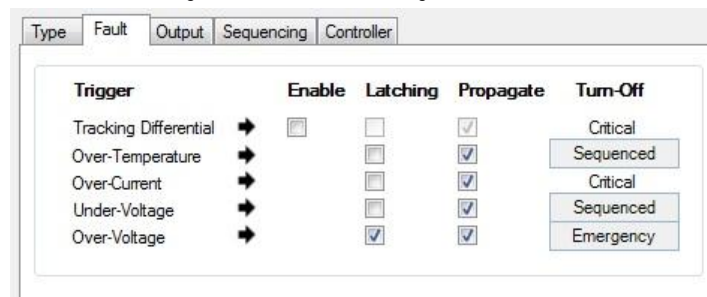 Type Fault Output Sequencing Controller
Trigger Enable Latching Propagate Turn-Off
Tracking Differential Critical
Over-Temperature Sequenced
Over-Current Critical
Under-Voltage Sequenced
Over-Voltage Emergency